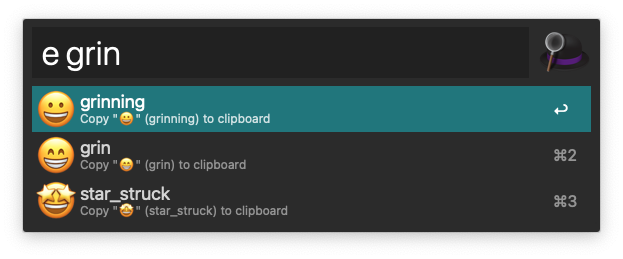 e grin
grinning
Copy "😀" (grinning) to clipboard
↩
grin
Copy "😁" (grin) to clipboard
⌘2
star_struck
Copy "🤩" (star_struck) to clipboard
⌘3